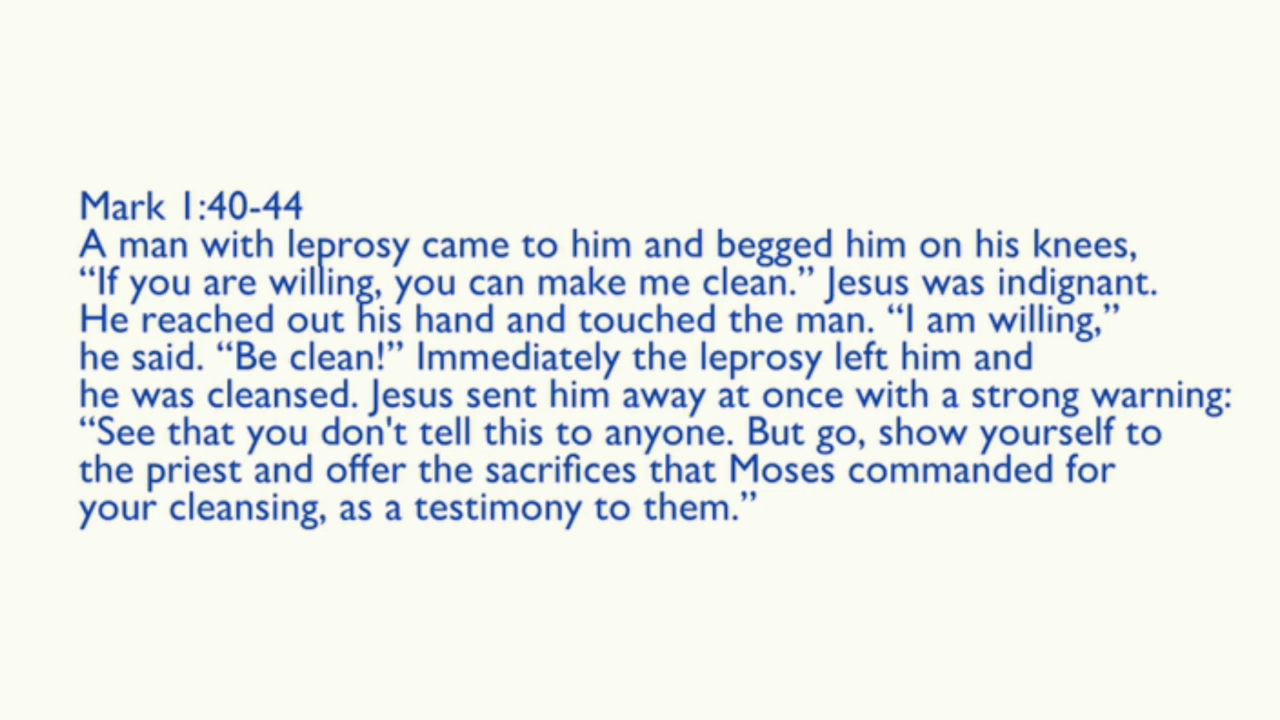 Mark 1:40-44
A man with leprosy came to him and begged him on his knees,
“If you are willing, you can make me clean.” Jesus was indignant.
He reached out his hand and touched the man. “I am willing,”
he said. “Be clean!” Immediately the leprosy left him and
he was cleansed. Jesus sent him away at once with a strong warning:
“See that you don't tell this to anyone. But go, show yourself to
the priest and offer the sacrifices that Moses commanded for
your cleansing, as a testimony to them.”